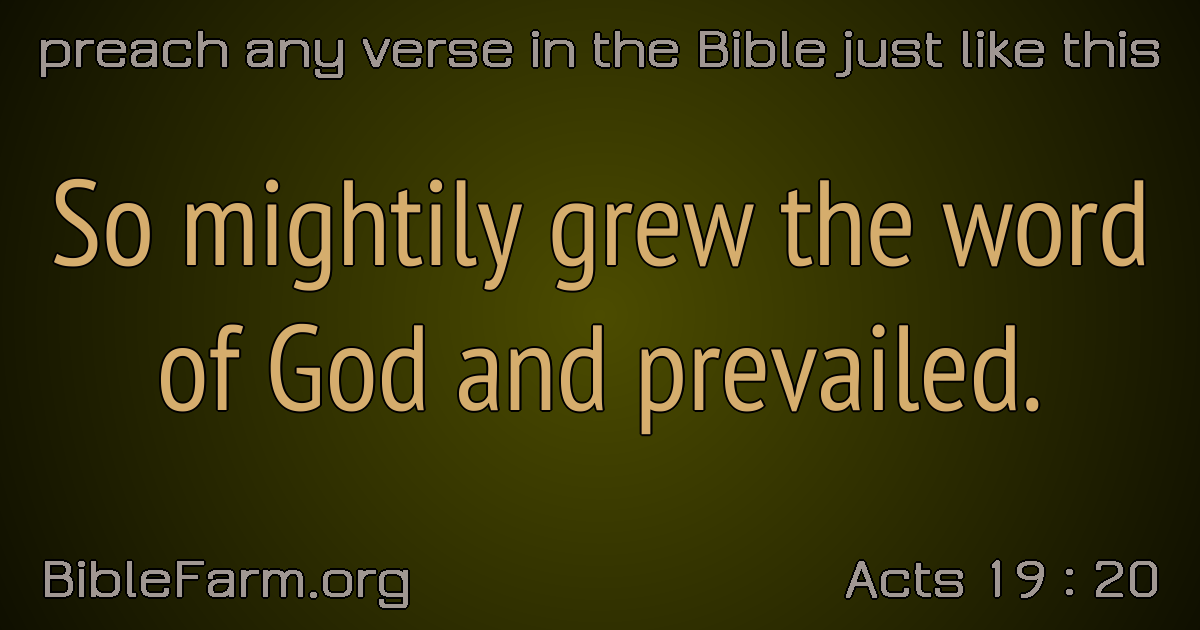 preach any verse in the Bible just like this
So mightily grew the word
of God and prevailed.
BibleFarm.org
Acts 19 : 20